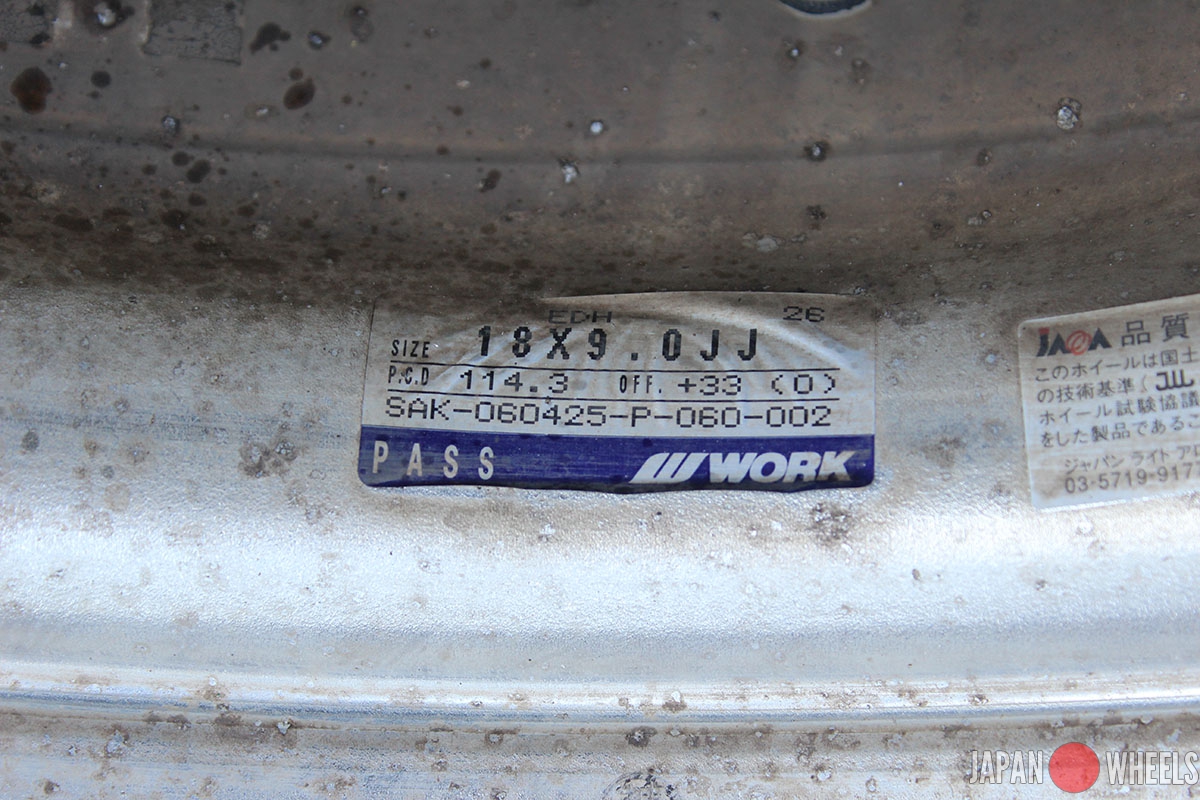 EDH 26
SIZE 18X9.0JJ
P.C.D 114.3 OFF. +33 (0)
SAK-060425-P-060-002
PASS WORK
JAWA 品質
このホイールは国土
の技術基準(JWL
ホイール試験協議
をした製品であるこ
ジャパン ライト アロ
03-5719-917
JAPAN WHEELS